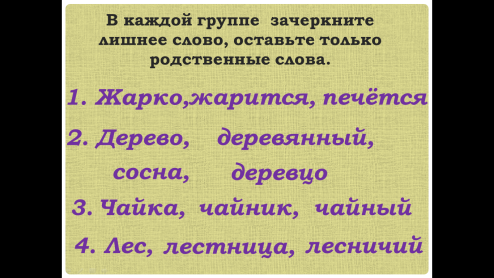 В каждой группе зачеркните
лишнее слово, оставьте только
родственные слова.
1. Жарко,жарится, печётся
2. Дерево, деревянный,
сосна, деревцо
3. Чайка, чайник, чайный
4. Лес, лестница, лесничий